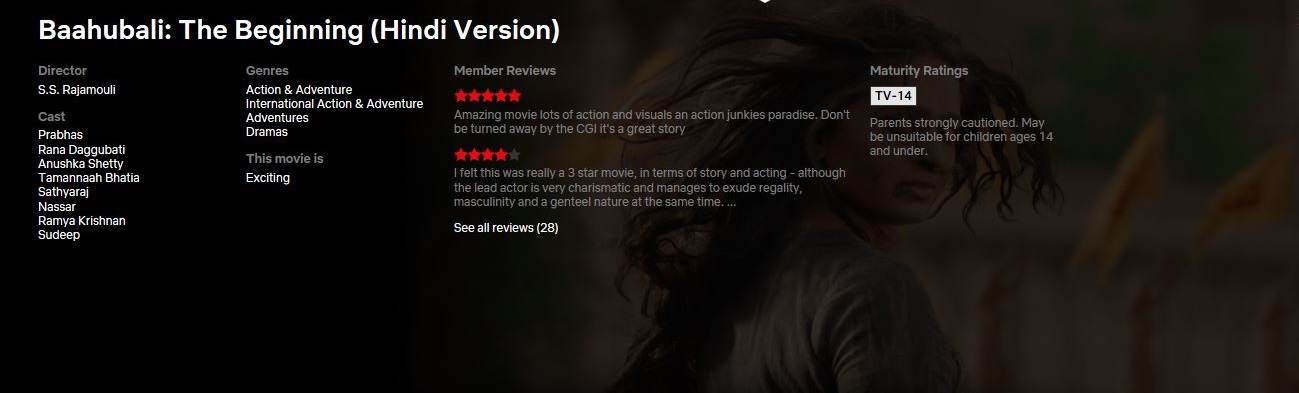 Baahubali: The Beginning (Hindi Version)
Director
S.S. Rajamouli
Cast
Prabhas
Rana Daggubati
Anushka Shetty
Tamannaah Bhatia
Sathyaraj
Nassar
Ramya Krishnan
Sudeep
Genres
Action & Adventure
International Action & Adventure
Adventures
Dramas
This movie is
Exciting
Member Reviews
Amazing movie lots of action and visuals an action junkies paradise. Don't
be turned away by the CGI it's a great story
I felt this was really a 3 star movie, in terms of story and acting - although
the lead actor is very charismatic and manages to exude regality,
masculinity and a genteel nature at the same time. ...
See all reviews (28)
Maturity Ratings
TV-14
Parents strongly cautioned. May
be unsuitable for children ages 14
and under.